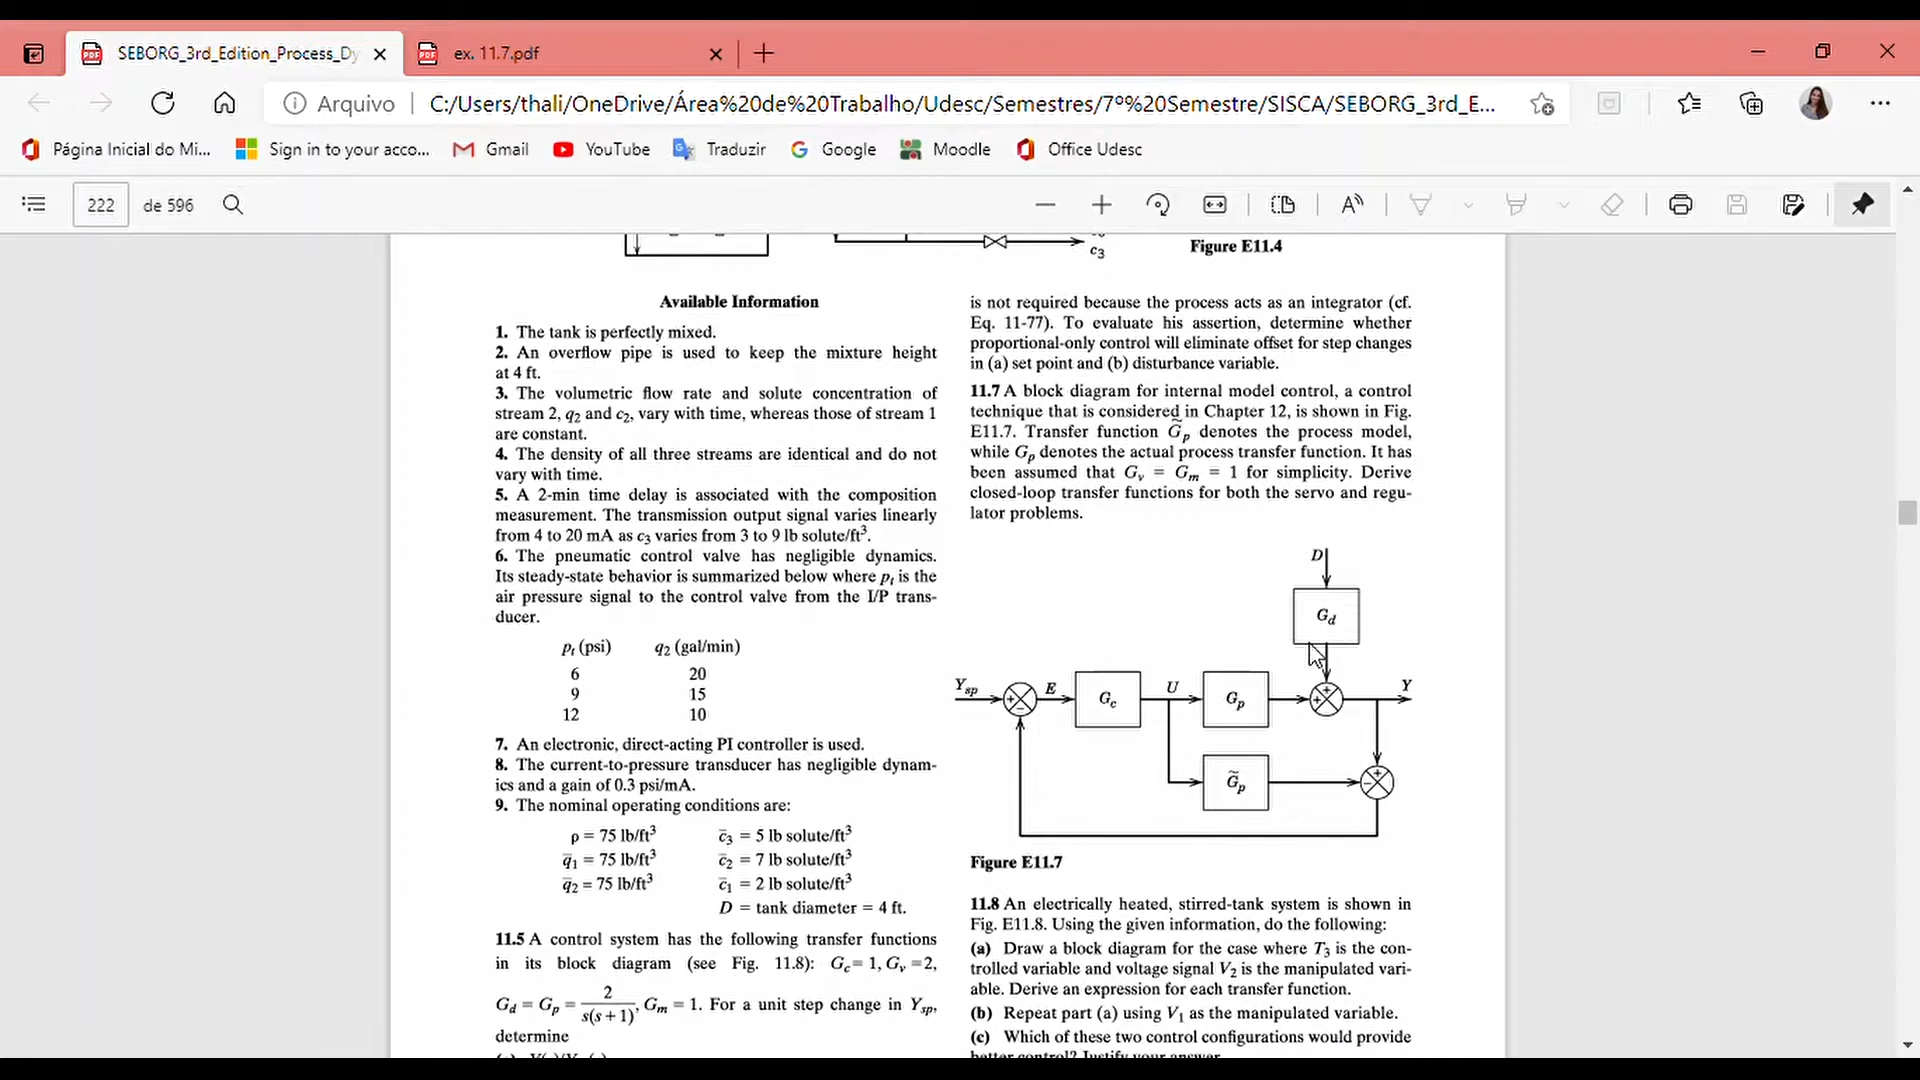 SEBORG_3rd_Edition_Process_Dy
ex. 11.7.pdf
Arquivo
C:/Users/thali/OneDrive/Área%20de%20Trabalho/Udesc/Semestres/7º%20Semestre/SISCA/SEBORG_3rd_E...
Página Inicial do Mi...
Sign in to your acco...
Gmail
YouTube
Traduzir
Google
Moodle
Office Udesc
222 de 596
c₃
Figure E11.4
Available Information
1. The tank is perfectly mixed.
2. An overflow pipe is used to keep the mixture height
at 4 ft.
3. The volumetric flow rate and solute concentration of
stream 2, q₂ and c₂, vary with time, whereas those of stream 1
are constant.
4. The density of all three streams are identical and do not
vary with time.
5. A 2-min time delay is associated with the composition
measurement. The transmission output signal varies linearly
from 4 to 20 mA as c₃ varies from 3 to 9 lb solute/ft³.
6. The pneumatic control valve has negligible dynamics.
Its steady-state behavior is summarized below where pₜ is the
air pressure signal to the control valve from the I/P trans-
ducer.
pₜ (psi) q₂ (gal/min)
6 20
9 15
12 10
7. An electronic, direct-acting PI controller is used.
8. The current-to-pressure transducer has negligible dynam-
ics and a gain of 0.3 psi/mA.
9. The nominal operating conditions are:
ρ = 75 lb/ft³ c̅₃ = 5 lb solute/ft³
q̅₁ = 75 lb/ft³ c̅₂ = 7 lb solute/ft³
q̅₂ = 75 lb/ft³ c̅₁ = 2 lb solute/ft³
D = tank diameter = 4 ft.
11.5 A control system has the following transfer functions
in its block diagram (see Fig. 11.8): G_c = 1, G_v = 2,
G_d = G_p = 2/s(s + 1), G_m = 1. For a unit step change in Y_sp,
determine
is not required because the process acts as an integrator (cf.
Eq. 11-77). To evaluate his assertion, determine whether
proportional-only control will eliminate offset for step changes
in (a) set point and (b) disturbance variable.
11.7 A block diagram for internal model control, a control
technique that is considered in Chapter 12, is shown in Fig.
E11.7. Transfer function G̃_p denotes the process model,
while G_p denotes the actual process transfer function. It has
been assumed that G_v = G_m = 1 for simplicity. Derive
closed-loop transfer functions for both the servo and regu-
lator problems.
D
G_d
Y_sp + − E G_c U G_p + + Y
G̃_p − +
Figure E11.7
11.8 An electrically heated, stirred-tank system is shown in
Fig. E11.8. Using the given information, do the following:
(a) Draw a block diagram for the case where T₃ is the con-
trolled variable and voltage signal V₂ is the manipulated vari-
able. Derive an expression for each transfer function.
(b) Repeat part (a) using V₁ as the manipulated variable.
(c) Which of these two control configurations would provide
better control? Justify your answer.